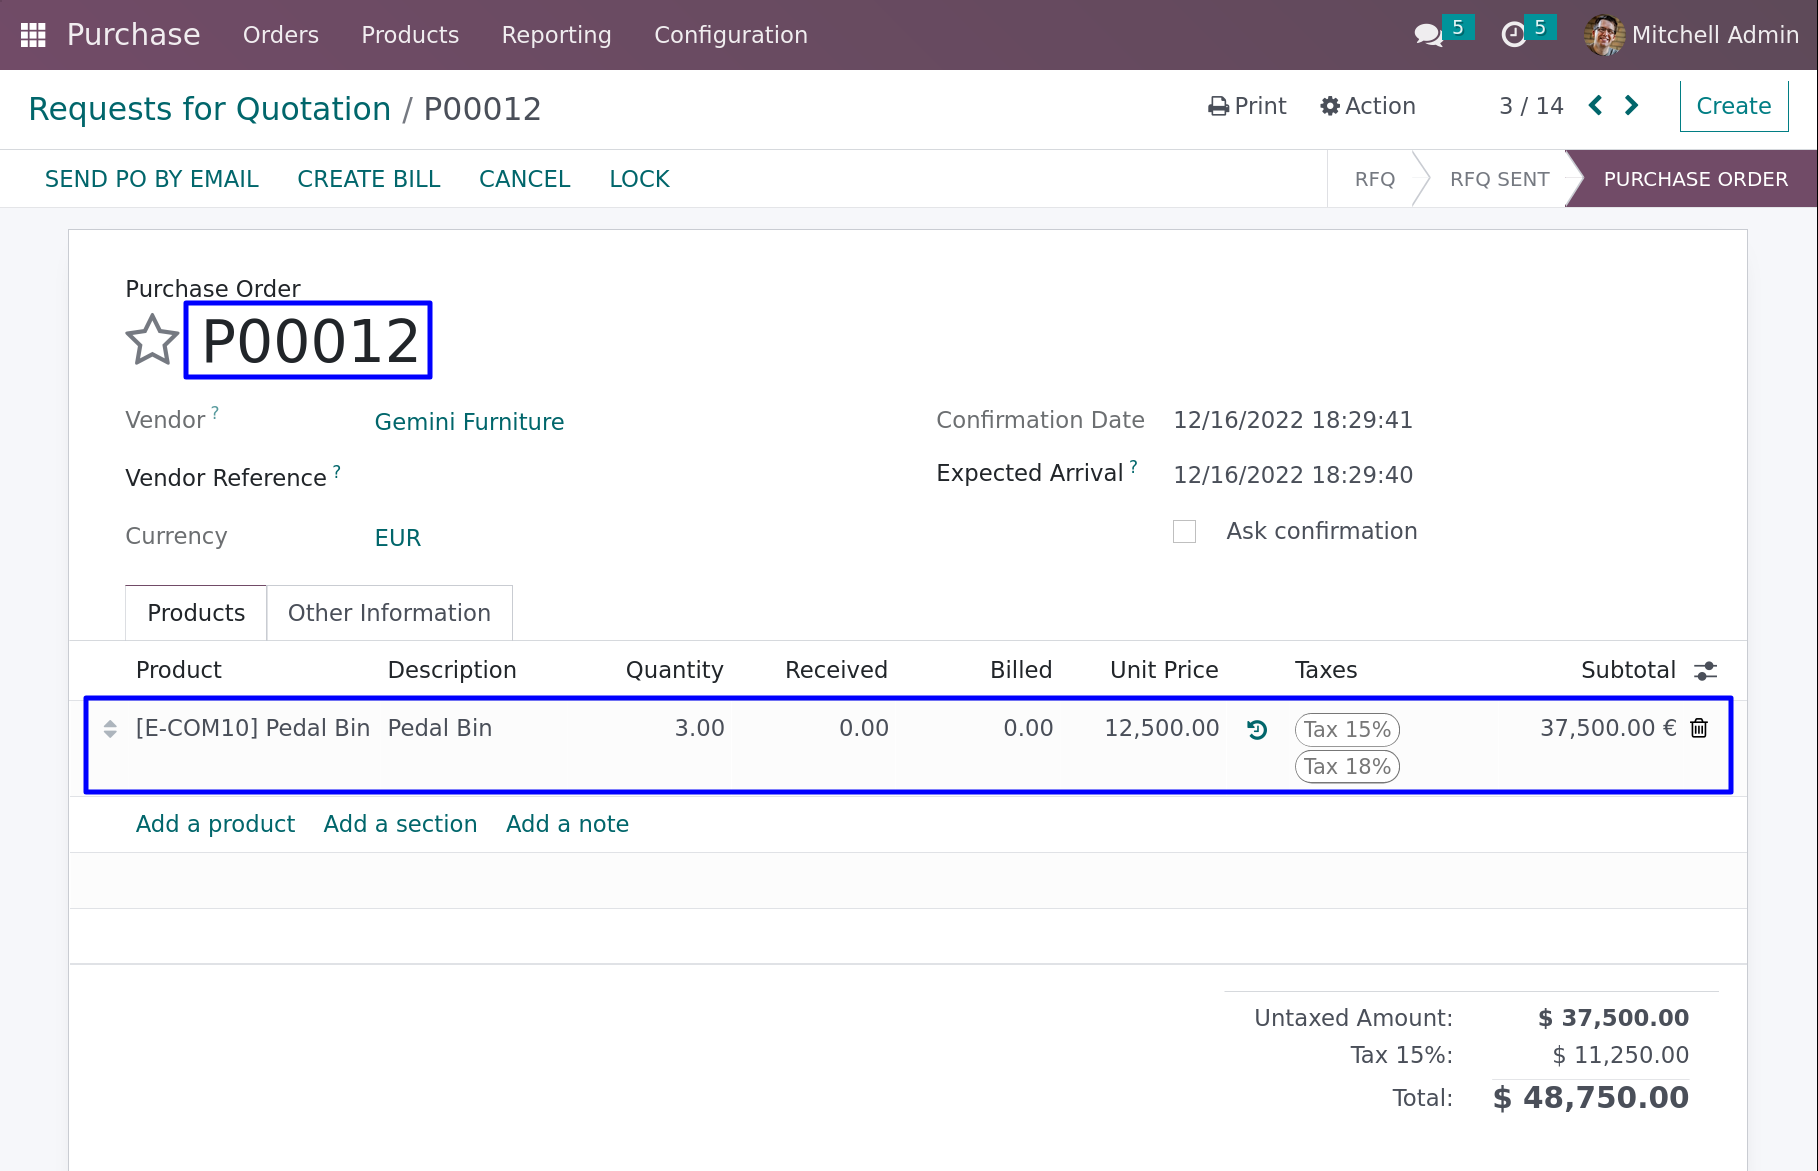 Purchase Orders Products Reporting Configuration 5 5 Mitchell Admin
Requests for Quotation / P00012 Print Action 3 / 14 Create
SEND PO BY EMAIL CREATE BILL CANCEL LOCK RFQ RFQ SENT PURCHASE ORDER
Purchase Order
P00012
Vendor ? Gemini Furniture Confirmation Date 12/16/2022 18:29:41
Vendor Reference ? Expected Arrival ? 12/16/2022 18:29:40
Currency EUR Ask confirmation
Products Other Information
Product Description Quantity Received Billed Unit Price Taxes Subtotal
[E-COM10] Pedal Bin Pedal Bin 3.00 0.00 0.00 12,500.00 Tax 15% 37,500.00 €
Tax 18%
Add a product Add a section Add a note
Untaxed Amount: $ 37,500.00
Tax 15%: $ 11,250.00
Total: $ 48,750.00